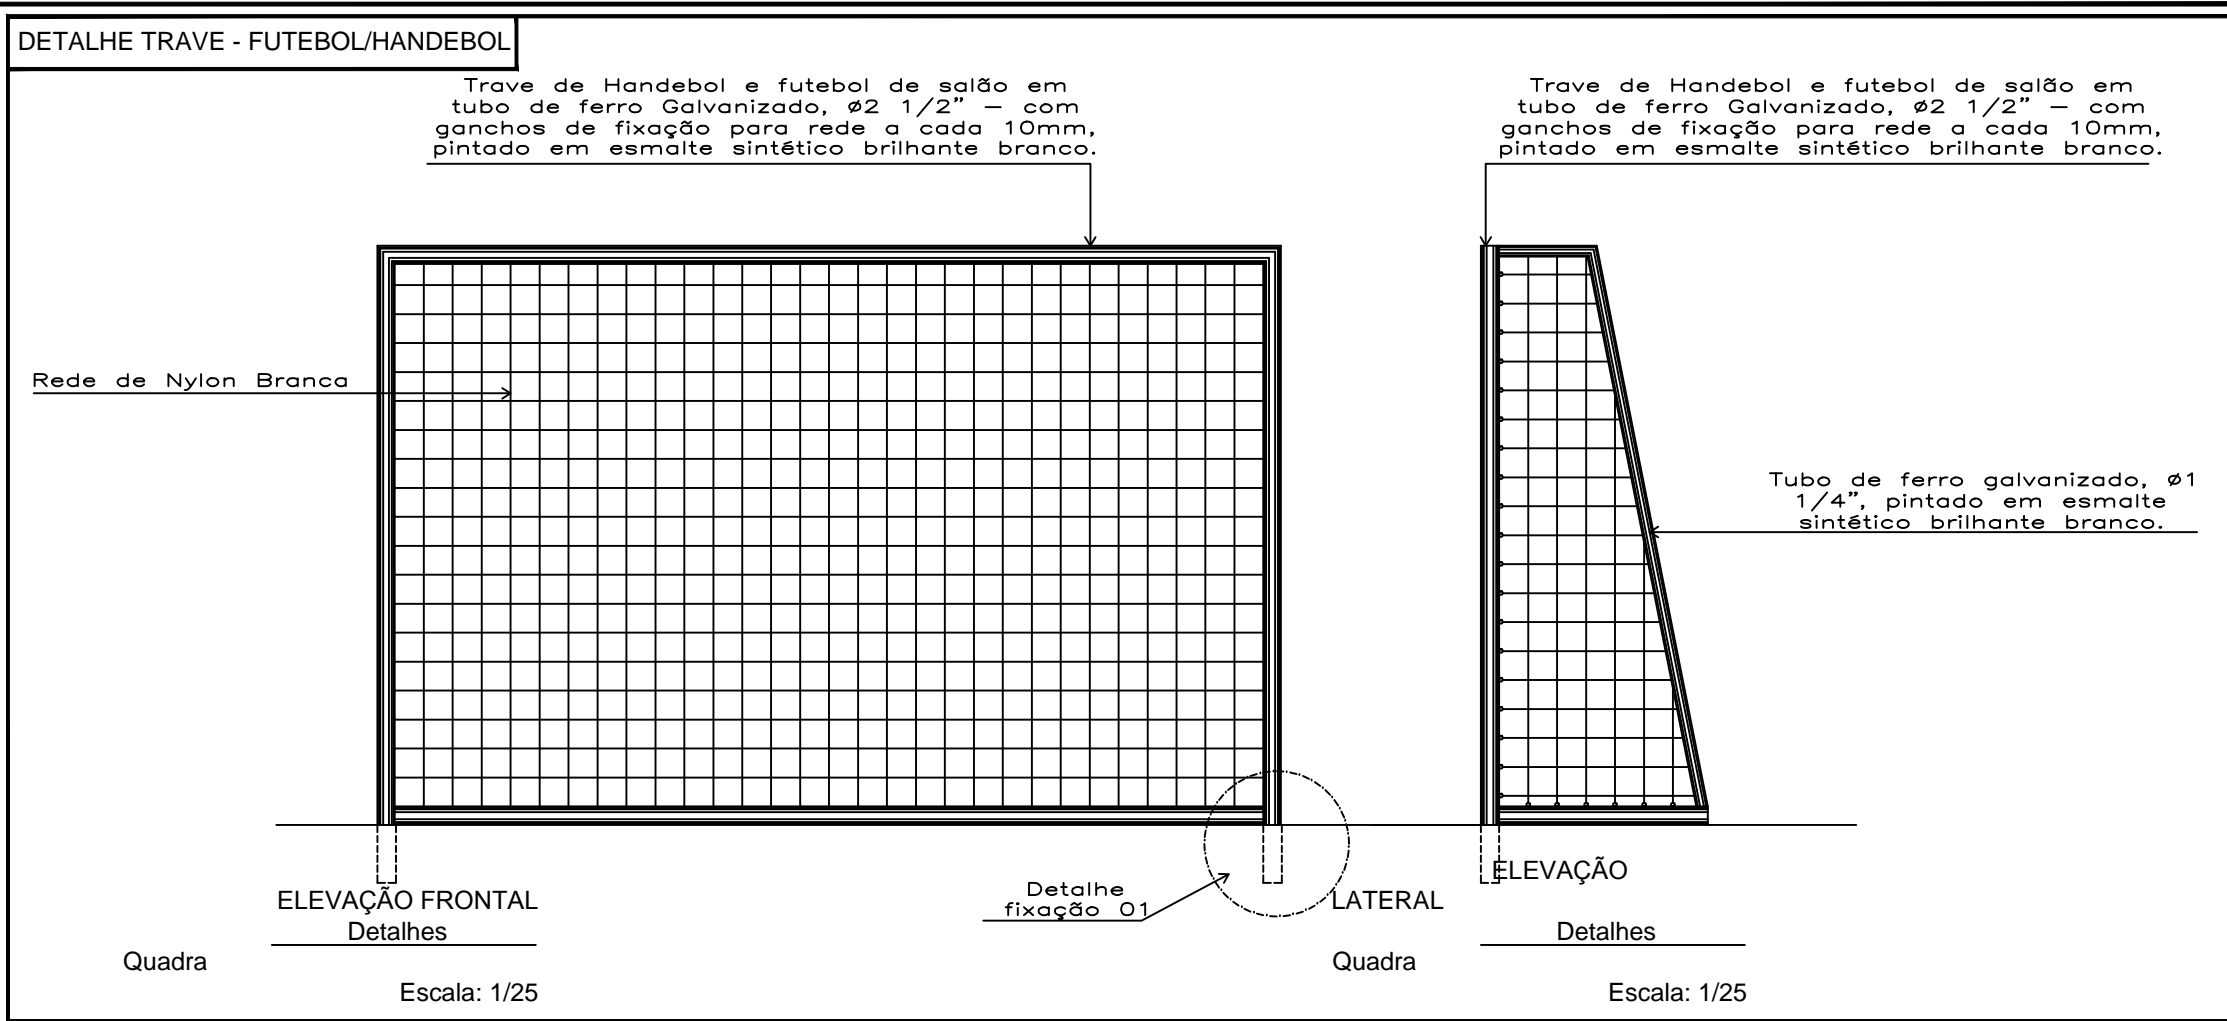 DETALHE TRAVE - FUTEBOL/HANDEBOL
Trave de Handebol e futebol de salão em
tubo de ferro Galvanizado, ø2 1/2" – com
ganchos de fixação para rede a cada 10mm,
pintado em esmalte sintético brilhante branco.
Trave de Handebol e futebol de salão em
tubo de ferro Galvanizado, ø2 1/2" – com
ganchos de fixação para rede a cada 10mm,
pintado em esmalte sintético brilhante branco.
Rede de Nylon Branca
Tubo de ferro galvanizado, ø1
1/4", pintado em esmalte
sintético brilhante branco.
ELEVAÇÃO FRONTAL
Detalhes
Quadra
Escala: 1/25
Detalhe
fixação 01
ELEVAÇÃO
LATERAL
Detalhes
Quadra
Escala: 1/25